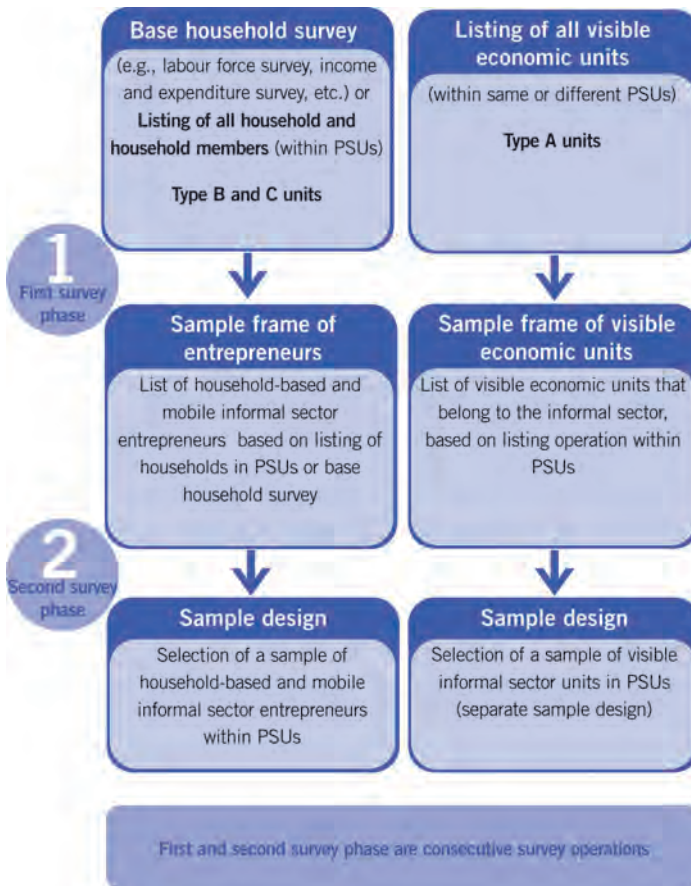 Base household survey
(e.g., labour force survey, income
and expenditure survey, etc.) or
Listing of all household and
household members (within PSUs)
Type B and C units
Listing of all visible
economic units
(within same or different PSUs)
Type A units
1
First survey
phase
Sample frame of
entrepreneurs
List of household-based and
mobile informal sector
entrepreneurs based on listing of
households in PSUs or base
household survey
Sample frame of visible
economic units
List of visible economic units that
belong to the informal sector,
based on listing operation within
PSUs
2
Second survey
phase
Sample design
Selection of a sample of
household-based and mobile
informal sector entrepreneurs
within PSUs
Sample design
Selection of a sample of visible
informal sector units in PSUs
(separate sample design)
First and second survey phase are consecutive survey operations